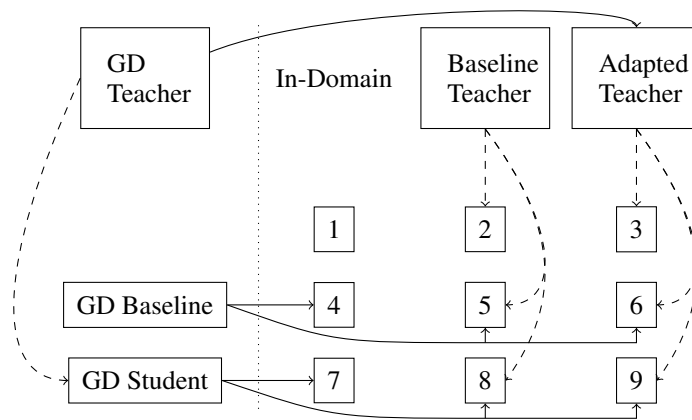 GD
Teacher
In-Domain
Baseline
Teacher
Adapted
Teacher
1
2
3
GD Baseline
4
5
6
GD Student
7
8
9